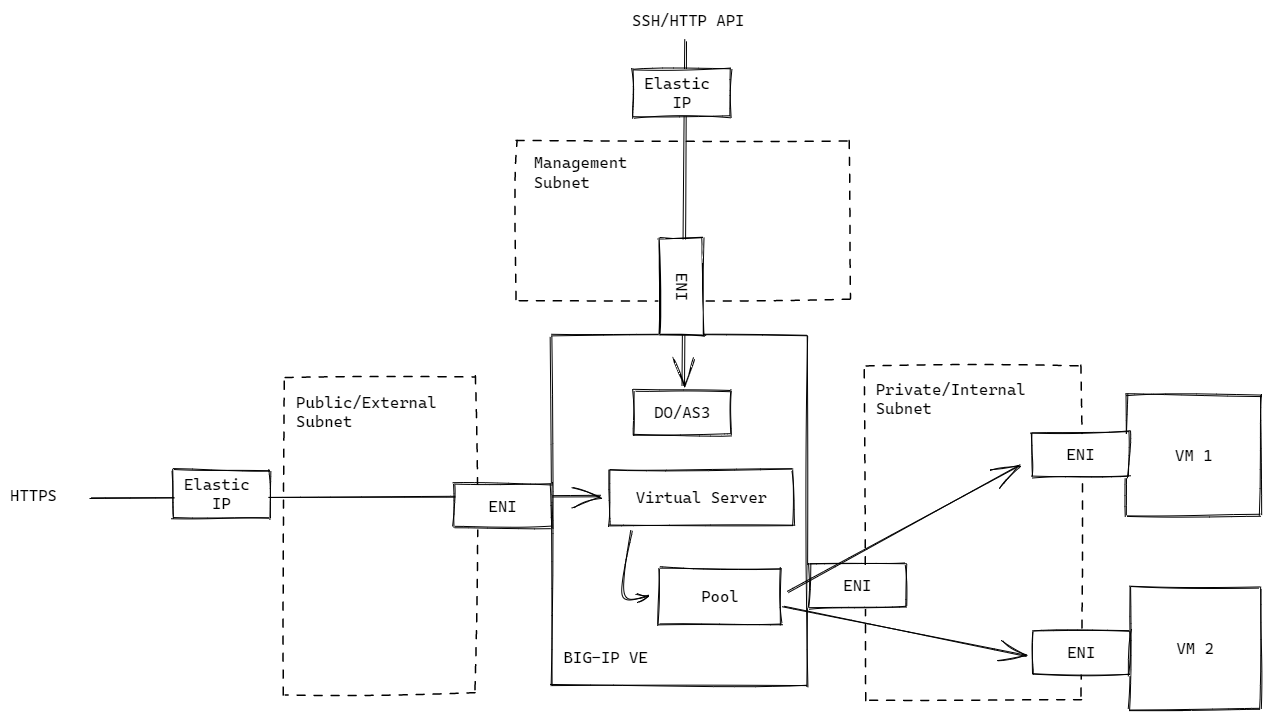 SSH/HTTP API
Elastic
IP
Management
Subnet
ENI
DO/AS3
Public/External
Subnet
HTTPS
Elastic
IP
ENI
Virtual Server
Pool
BIG-IP VE
ENI
Private/Internal
Subnet
ENI
VM 1
ENI
VM 2